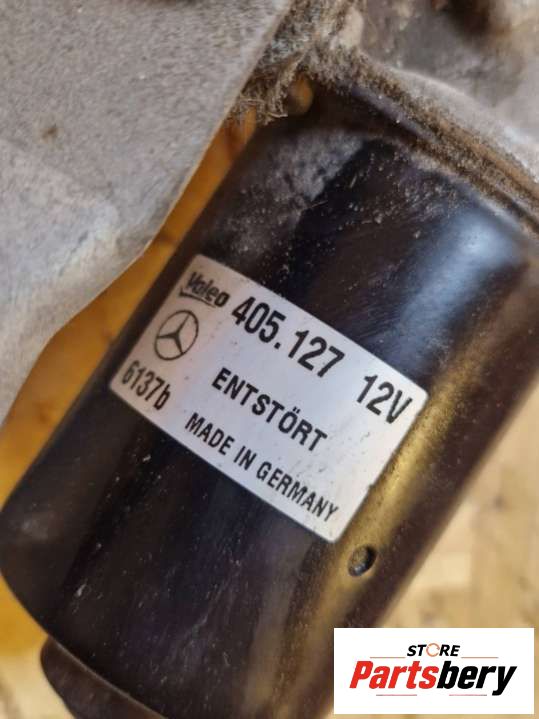 Valeo 405.127 12V
6137b ENTSTÖRT
MADE IN GERMANY
STORE
Partsbery